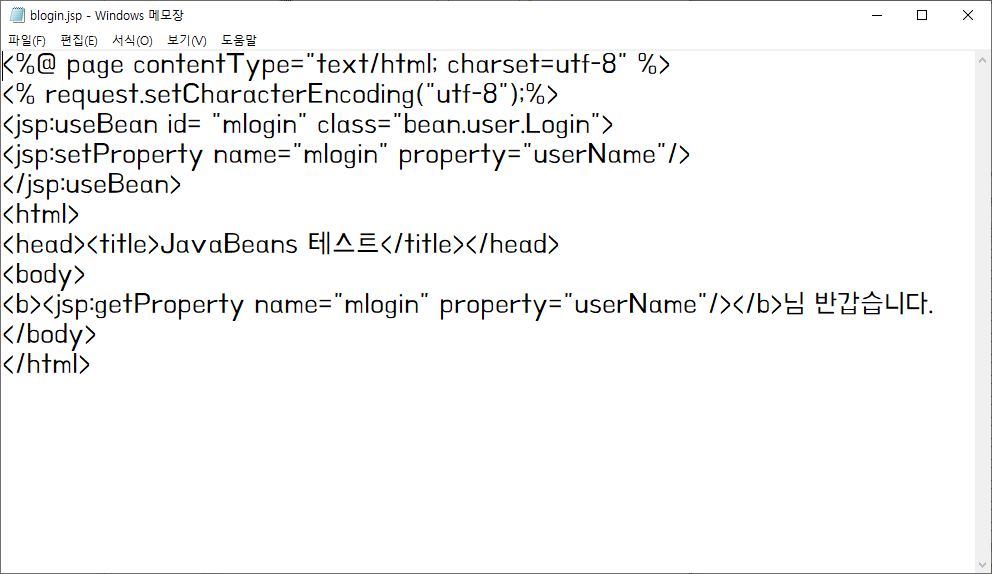 blogin.jsp - Windows 메모장
파일(F) 편집(E) 서식(O) 보기(V) 도움말
<%@ page contentType="text/html; charset=utf-8" %>
<% request.setCharacterEncoding("utf-8");%>
<jsp:useBean id= "mlogin" class="bean.user.Login">
<jsp:setProperty name="mlogin" property="userName"/>
</jsp:useBean>
<html>
<head><title>JavaBeans 테스트</title></head>
<body>
<b><jsp:getProperty name="mlogin" property="userName"/></b>님 반갑습니다.
</body>
</html>